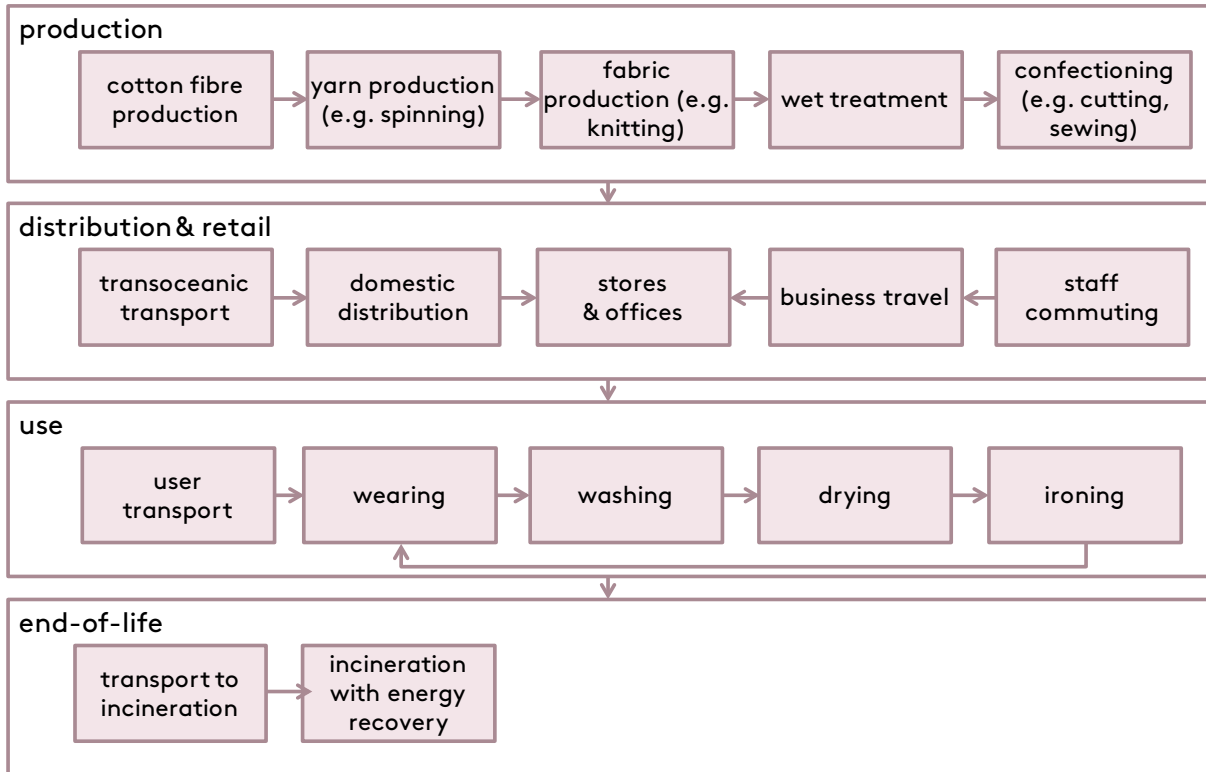 production
cotton fibre
production
yarn production
(e.g. spinning)
fabric
production (e.g.
knitting)
wet treatment
confectioning
(e.g. cutting,
sewing)
distribution & retail
transoceanic
transport
domestic
distribution
stores
& offices
business travel
staff
commuting
use
user
transport
wearing
washing
drying
ironing
end-of-life
transport to
incineration
incineration
with energy
recovery